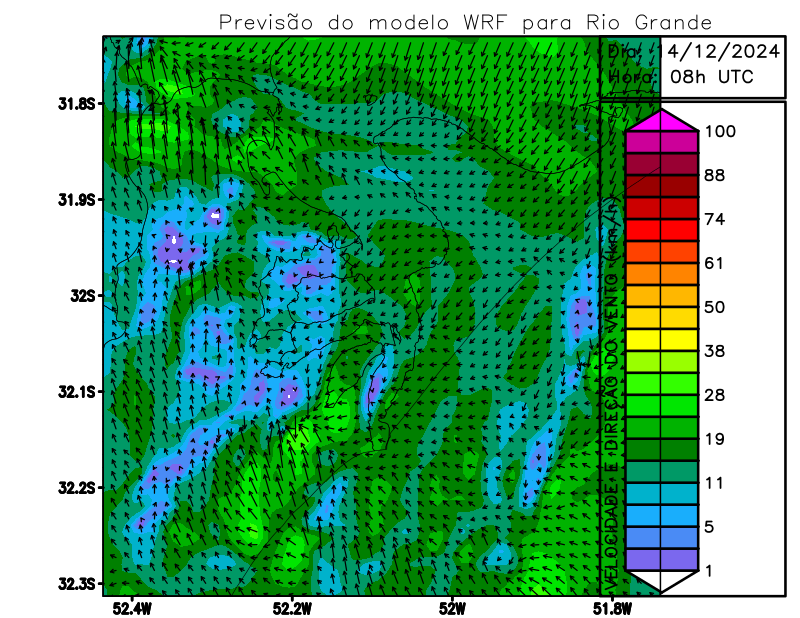 Previsão do modelo WRF para Rio Grande
Dia: 14/12/2024
Hora: 08h UTC
31.8S
31.9S
32S
32.1S
32.2S
32.3S
52.4W
52.2W
52W
51.8W
VELOCIDADE E DIREÇÃO DO VENTO (km/h)
100
88
74
61
50
38
28
19
11
5
1